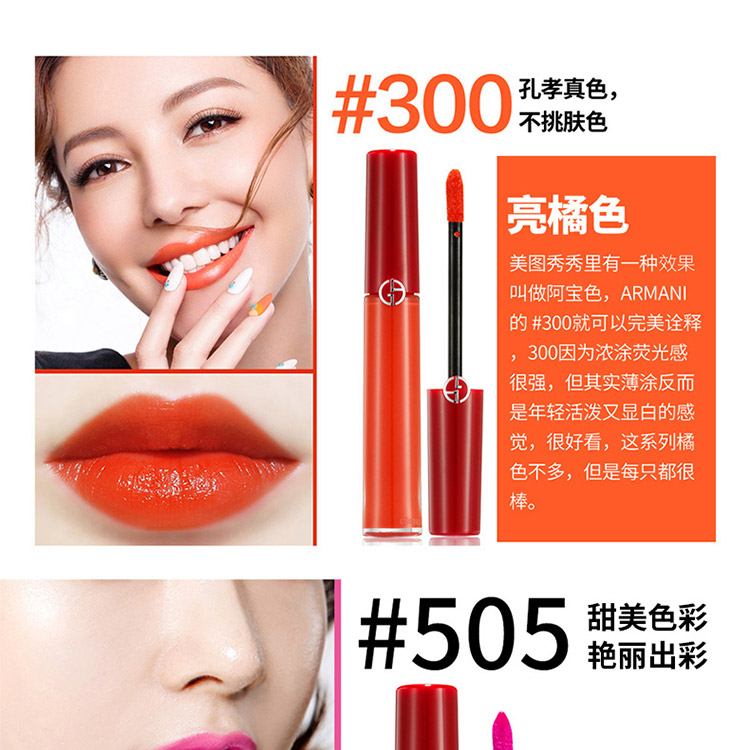 #300
孔孝真色，
不挑肤色
亮橘色
美图秀秀里有一种效果
叫做阿宝色，ARMANI
的 #300就可以完美诠释
，300因为浓涂荧光感
很强，但其实薄涂反而
是年轻活泼又显白的感
觉，很好看，这系列橘
色不多，但是每只都很
棒。
#505
甜美色彩
艳丽出彩